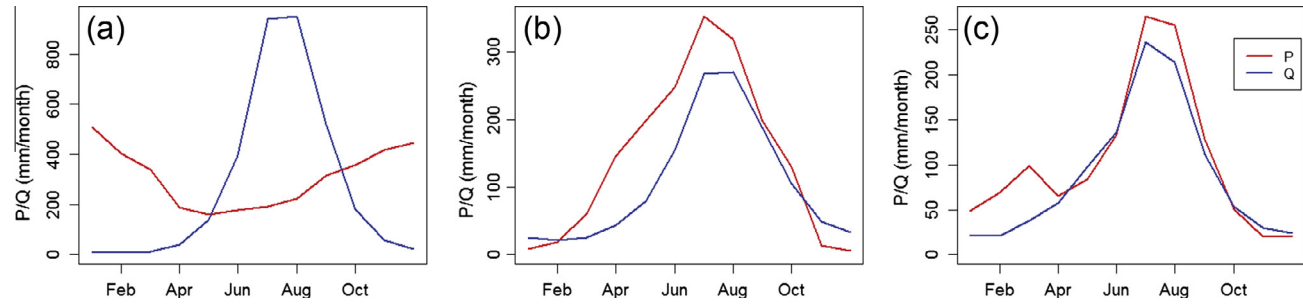 (a)
P/Q (mm/month)
0 200 400 600 800
Feb Apr Jun Aug Oct
(b)
P/Q (mm/month)
0 100 200 300
Feb Apr Jun Aug Oct
(c)
P/Q (mm/month)
0 50 100 150 200 250
Feb Apr Jun Aug Oct
P
Q